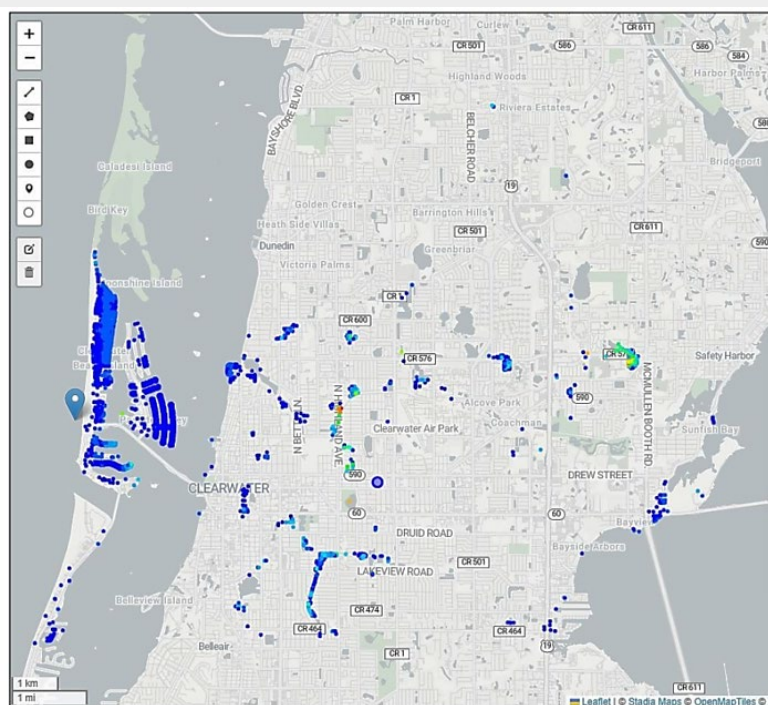 Palm Harbor
Curlew
CR 611
+
CR 501
586
586
−
584
Highland Woods
Harbor Palms
CR 1
Riviera Estates
BAYSHORE BLVD.
BELCHER ROAD
Caladesi Island
Bridgeport
19
Golden Crest
Bird Key
Barrington Hills
Heath Side Villas
CR 611
CR 501
590
Dunedin
Greenbriar
Victoria Palms
Moonshine Island
CR 600
CR 576
Safety Harbor
MCMULLEN BOOTH RD.
N HIGHLAND AVE.
N BELT
590
Alcove Park
Coachman
Clearwater Air Park
Sunfish Bay
590
DREW STREET
CLEARWATER
60
60
Bayview
DRUID ROAD
Bayside Arbors
CR 501
LAKEVIEW ROAD
Belleview Island
CR 474
CR 464
CR 464
Belleair
19
CR 1
1 km
CR 611
1 mi
Leaflet | © Stadia Maps © OpenMapTiles ©